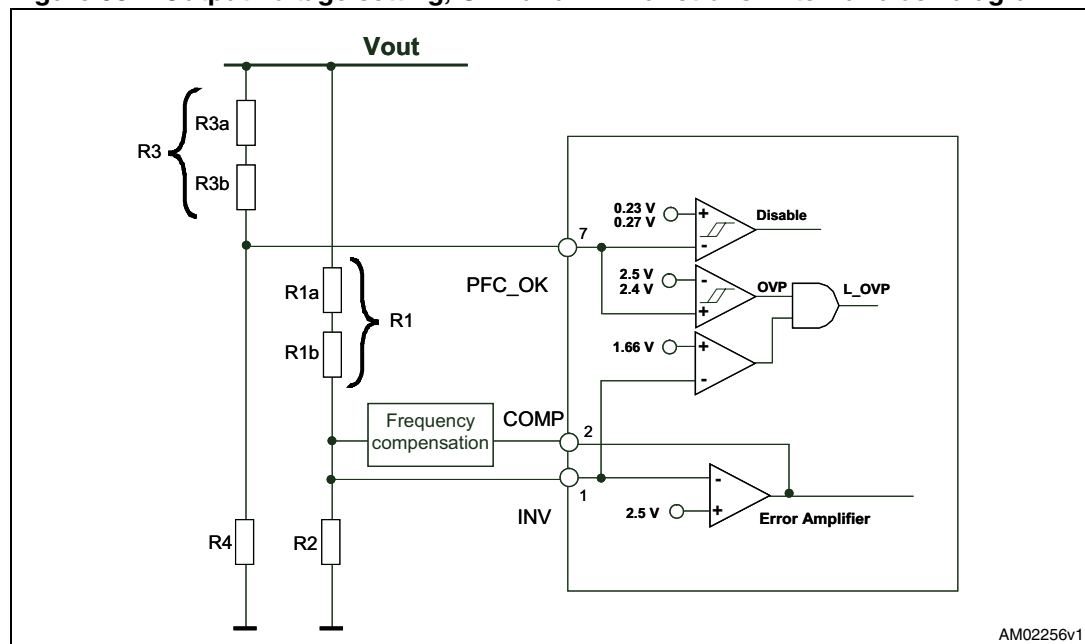 Vout
R3a
R3
R3b
0.23 V
0.27 V
+
-
Disable
7
PFC_OK
2.5 V
2.4 V
-
+
OVP
L_OVP
R1a
R1
R1b
1.66 V
+
-
Frequency
compensation
COMP
2
1
INV
-
2.5 V
+
Error Amplifier
R4
R2
AM02256v1